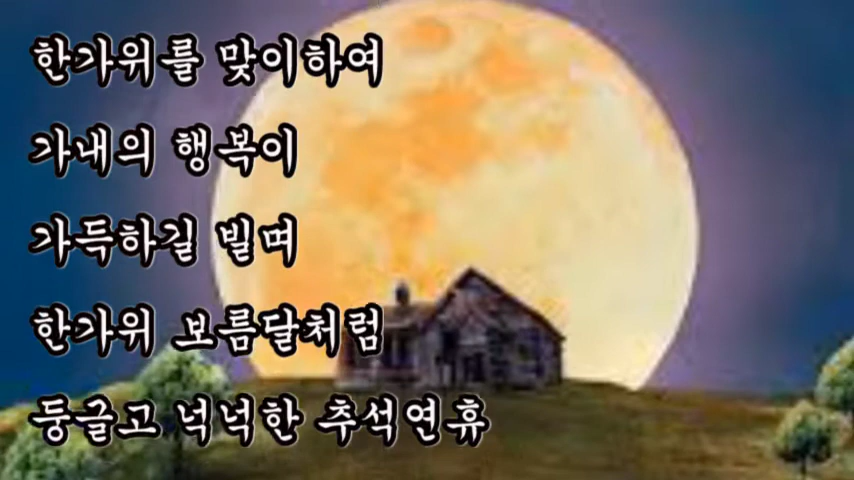 한가위를 맞이하여
가내의 행복이
가득하길 빌며
한가위 보름달처럼
둥글고 넉넉한 추석연휴